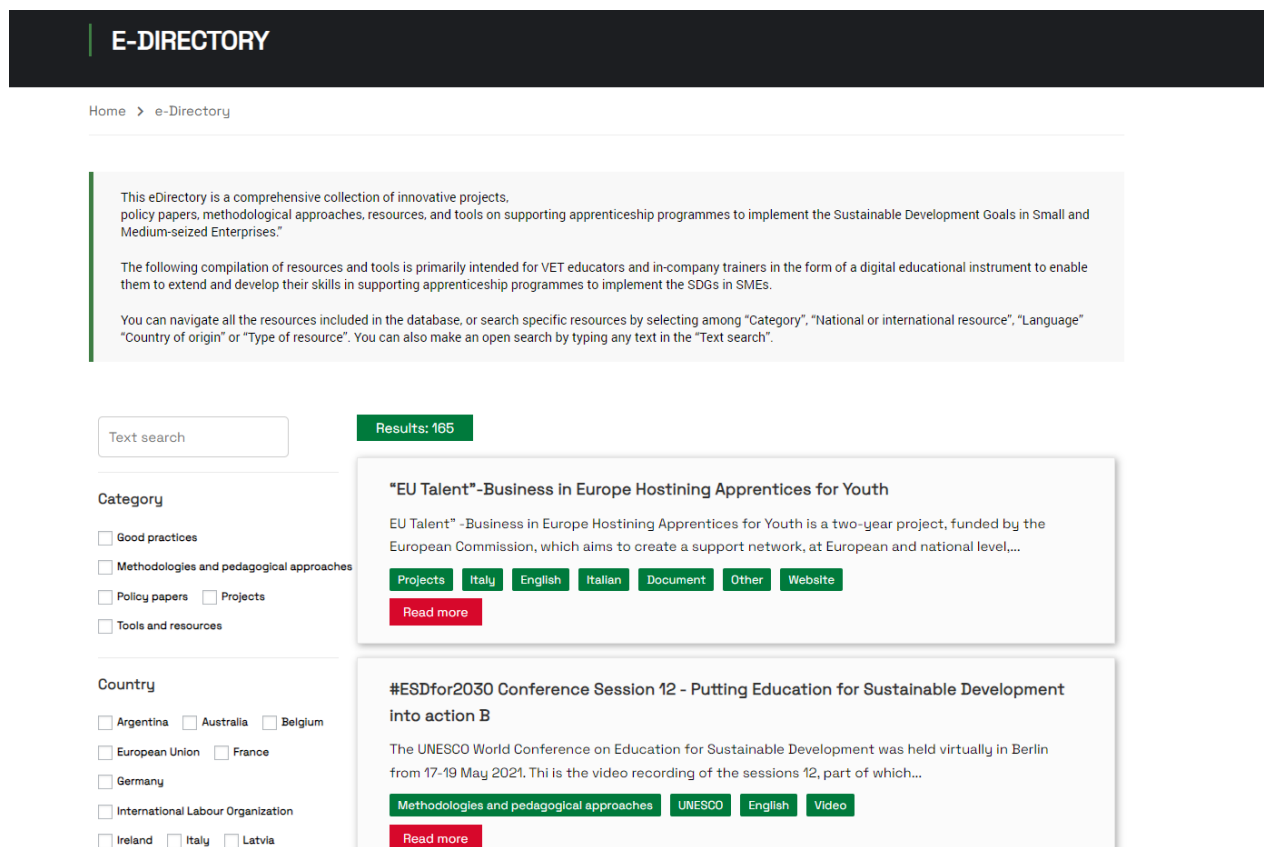 E-DIRECTORY
Home > e-Directory
This eDirectory is a comprehensive collection of innovative projects,
policy papers, methodological approaches, resources, and tools on supporting apprenticeship programmes to implement the Sustainable Development Goals in Small and
Medium-seized Enterprises.”
The following compilation of resources and tools is primarily intended for VET educators and in-company trainers in the form of a digital educational instrument to enable
them to extend and develop their skills in supporting apprenticeship programmes to implement the SDGs in SMEs.
You can navigate all the resources included in the database, or search specific resources by selecting among “Category”, “National or international resource”, “Language”
“Country of origin” or “Type of resource”. You can also make an open search by typing any text in the “Text search”.
Text search
Category
Good practices
Methodologies and pedagogical approaches
Policy papers Projects
Tools and resources
Country
Argentina Australia Belgium
European Union France
Germany
International Labour Organization
Ireland Italy Latvia
Results: 165
“EU Talent”-Business in Europe Hostining Apprentices for Youth
EU Talent” -Business in Europe Hostining Apprentices for Youth is a two-year project, funded by the
European Commission, which aims to create a support network, at European and national level,...
Projects Italy English Italian Document Other Website
Read more
#ESDfor2030 Conference Session 12 - Putting Education for Sustainable Development
into action B
The UNESCO World Conference on Education for Sustainable Development was held virtually in Berlin
from 17-19 May 2021. Thi is the video recording of the sessions 12, part of which...
Methodologies and pedagogical approaches UNESCO English Video
Read more